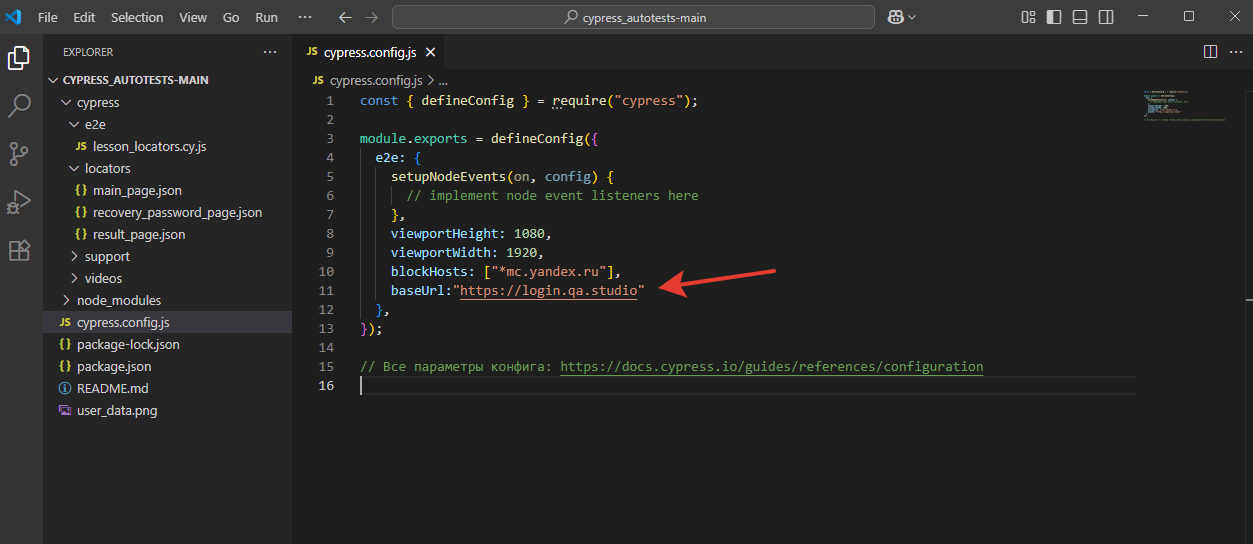 File Edit Selection View Go Run ··· cypress_autotests-main
EXPLORER ···
CYPRESS_AUTOTESTS-MAIN
cypress
e2e
JS lesson_locators.cy.js
locators
{} main_page.json
{} recovery_password_page.json
{} result_page.json
support
videos
node_modules
JS cypress.config.js
{} package-lock.json
{} package.json
README.md
user_data.png
JS cypress.config.js
JS cypress.config.js > ...
1 const { defineConfig } = require("cypress");
2
3 module.exports = defineConfig({
4 e2e: {
5 setupNodeEvents(on, config) {
6 // implement node event listeners here
7 },
8 viewportHeight: 1080,
9 viewportWidth: 1920,
10 blockHosts: ["*mc.yandex.ru"],
11 baseUrl:"https://login.qa.studio"
12 },
13 });
14
15 // Все параметры конфига: https://docs.cypress.io/guides/references/configuration
16